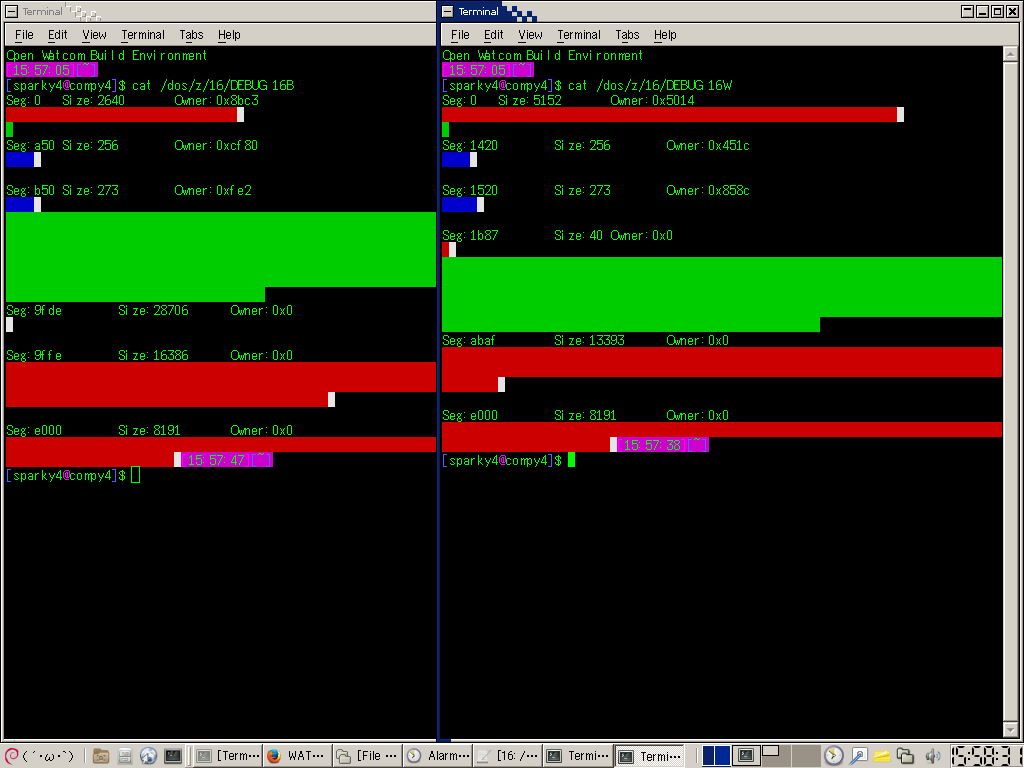 Terminal
File Edit View Terminal Tabs Help
Open Watcom Build Environment
[15:57:05][~]
[sparky4@compy4]$ cat /dos/z/16/DEBUG.16B
Seg: 0 Size: 2640 Owner: 0x8bc3
Seg: a50 Size: 256 Owner: 0xcf80
Seg: b50 Size: 273 Owner: 0xfe2
Seg: 9fde Size: 28706 Owner: 0x0
Seg: 9ffe Size: 16386 Owner: 0x0
Seg: e000 Size: 8191 Owner: 0x0
[15:57:47][~]
[sparky4@compy4]$
Terminal
File Edit View Terminal Tabs Help
Open Watcom Build Environment
[15:57:05][~]
[sparky4@compy4]$ cat /dos/z/16/DEBUG.16W
Seg: 0 Size: 5152 Owner: 0x5014
Seg: 1420 Size: 256 Owner: 0x451c
Seg: 1520 Size: 273 Owner: 0x858c
Seg: 1b87 Size: 40 Owner: 0x0
Seg: abaf Size: 13393 Owner: 0x0
Seg: e000 Size: 8191 Owner: 0x0
[15:57:38][~]
[sparky4@compy4]$
(´･ω･`) [Term··· WAT··· [File ··· Alarm··· [16: /··· Termi··· Termi··· 15:58:31